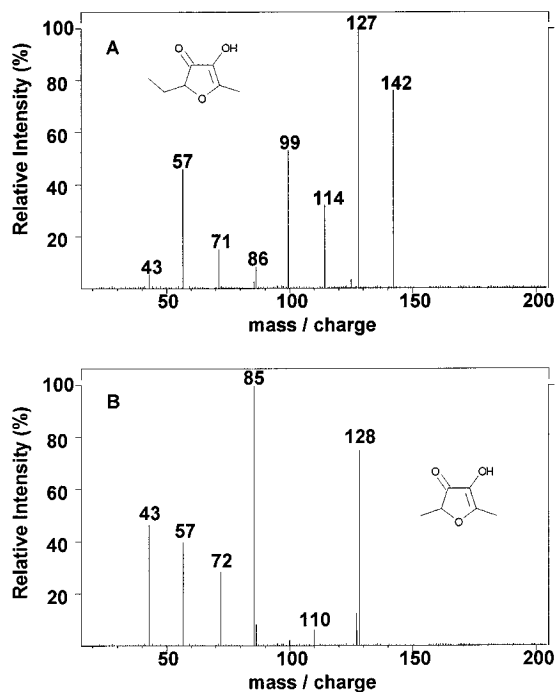 A
O
OH
O
100
80
60
40
20
Relative Intensity (%)
43
57
71
86
99
114
127
142
50
100
150
200
mass / charge
B
O
OH
O
100
80
60
40
20
Relative Intensity (%)
43
57
72
85
110
128
50
100
150
200
mass / charge